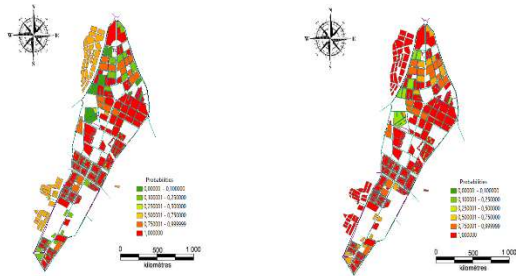 N
W E
S
Probabilités
0,00000 - 0,100000
0,100001 - 0,250000
0,250001 - 0,500000
0,500001 - 0,750000
0,750001 - 0,999999
1,000000
0 500 1 000
kilomètres
N
W E
S
Probabilités
0,00000 - 0,100000
0,100001 - 0,250000
0,250001 - 0,500000
0,500001 - 0,750000
0,750001 - 0,999999
1,000000
0 500 1 000
kilomètres